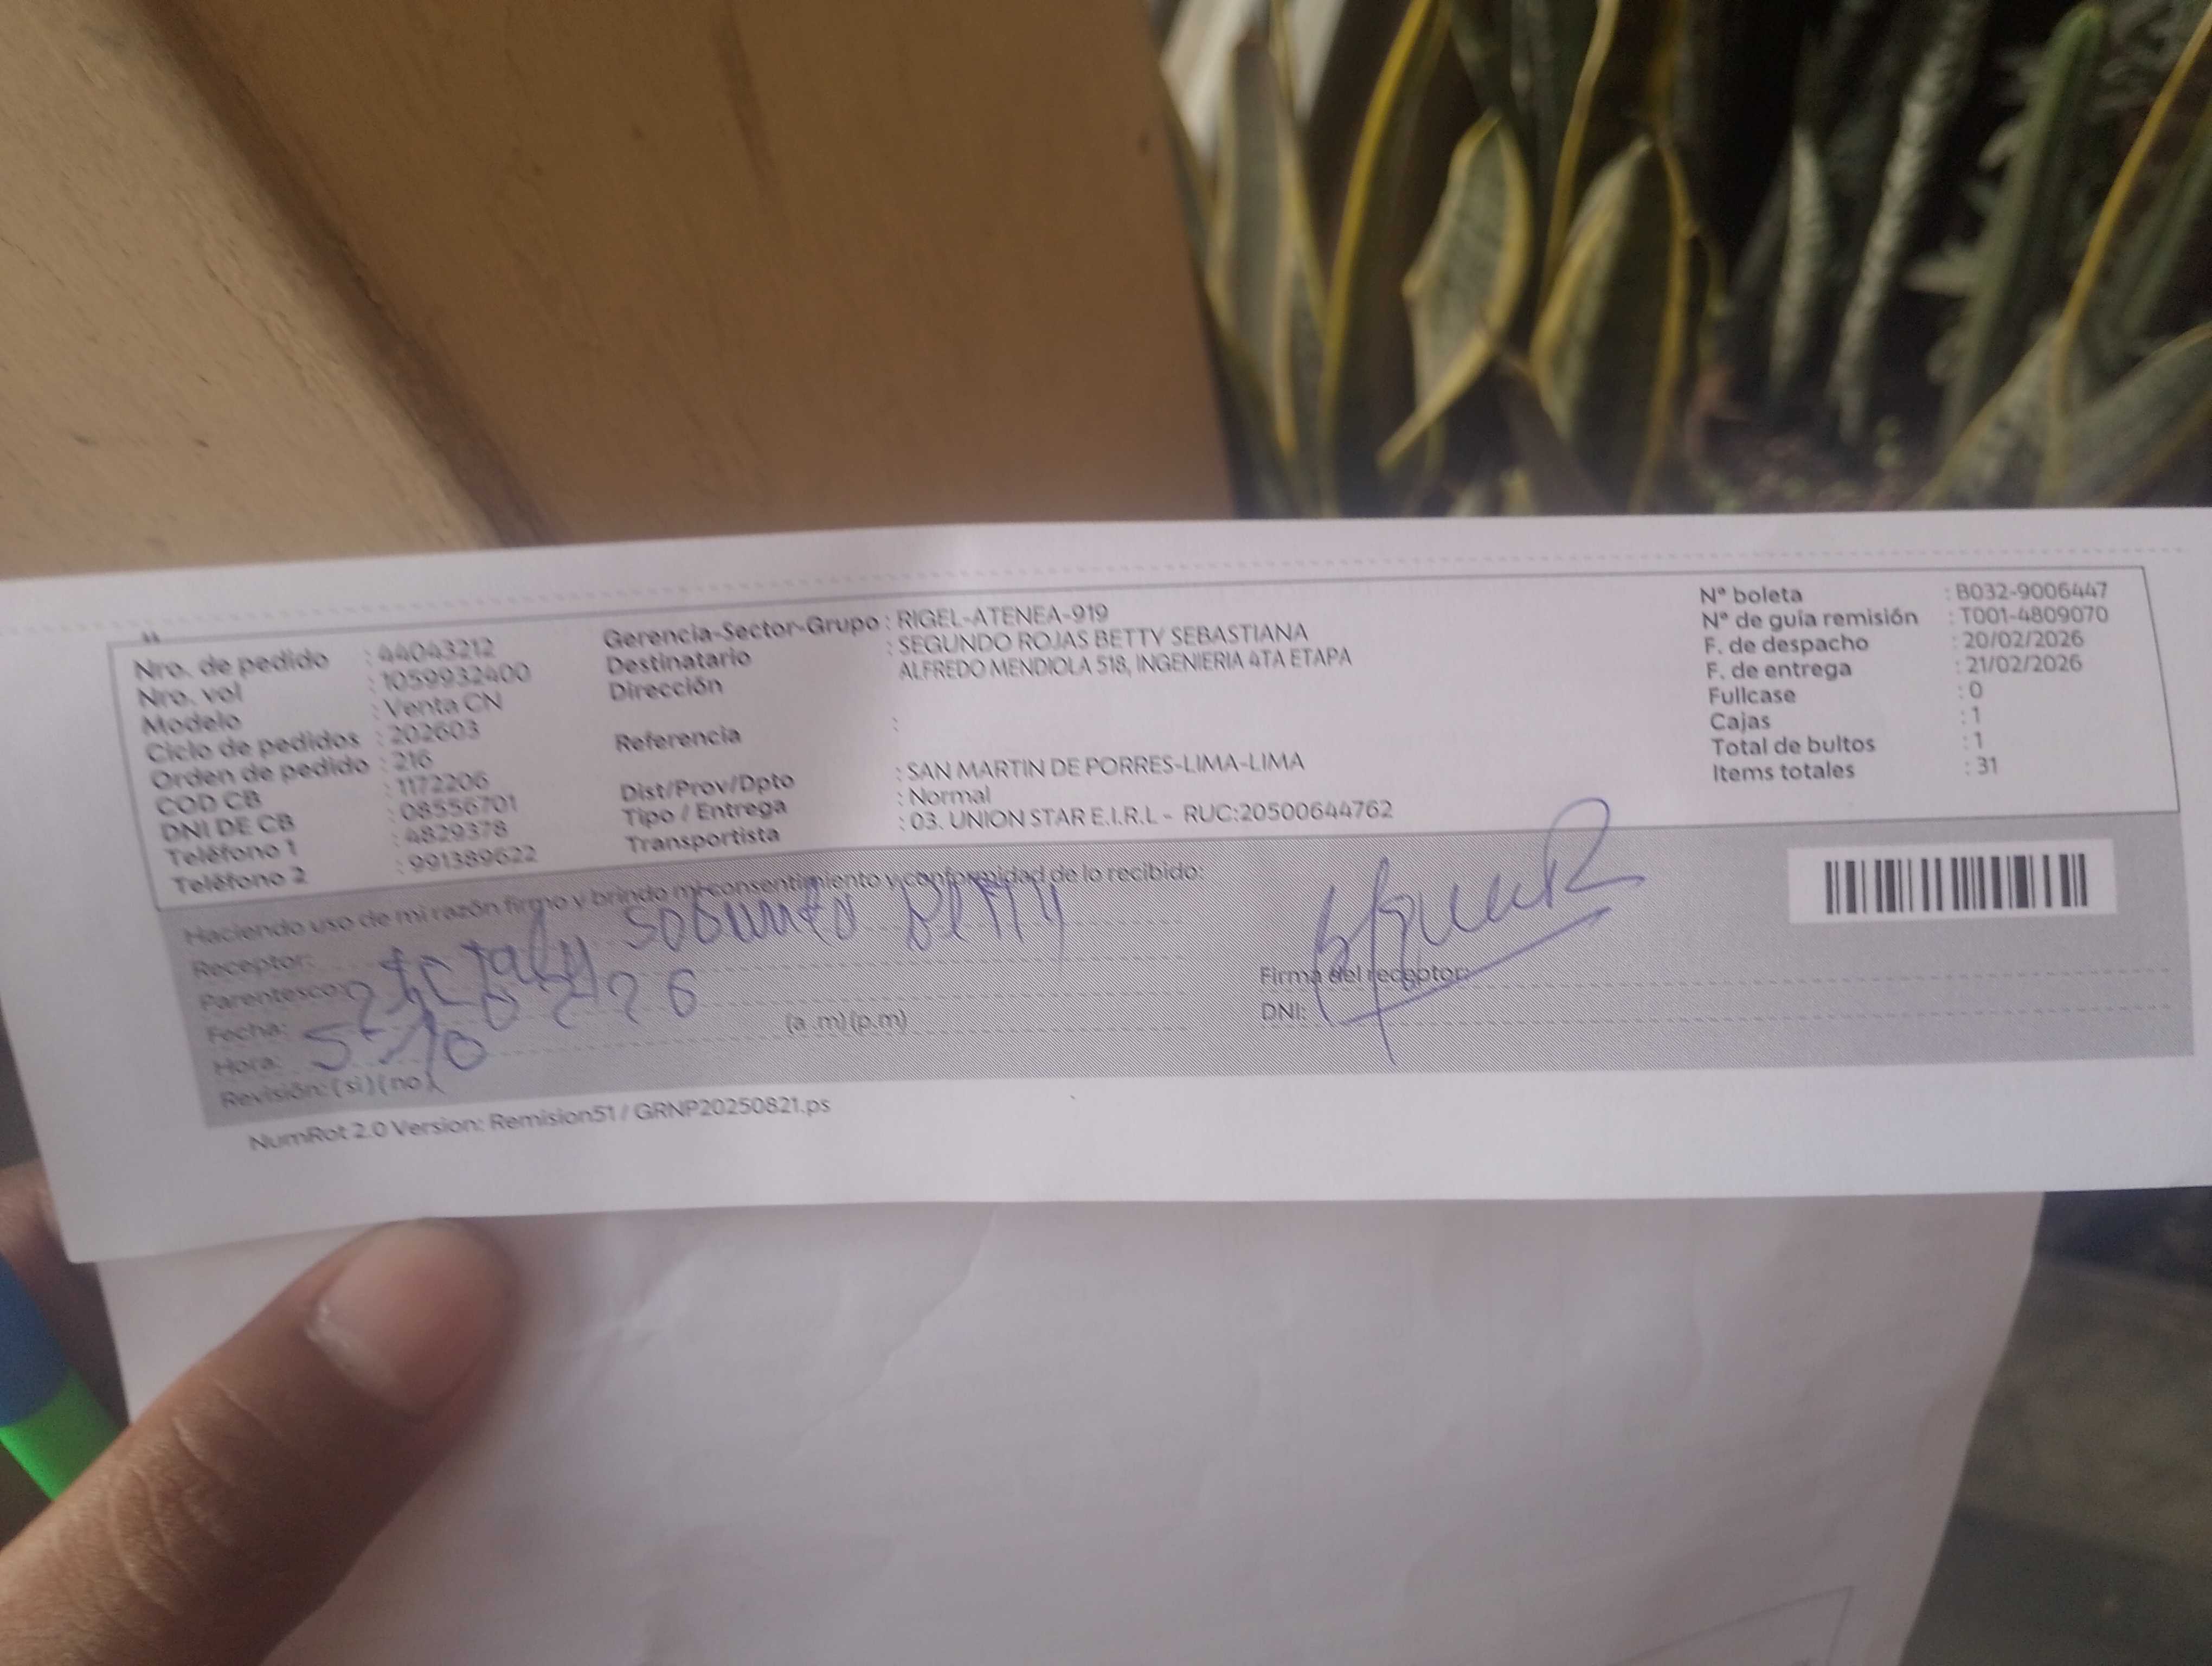 Nro. de pedido : 44043212
Nro. vol : 1059932400
Modelo : Venta CN
Ciclo de pedidos : 202603
Orden de pedido : 216
COD CB : 1172206
DNI DE CB : 08556701
Teléfono 1 : 4829378
Teléfono 2 : 991389622
Gerencia-Sector-Grupo : RIGEL-ATENEA-919
Destinatario : SEGUNDO ROJAS BETTY SEBASTIANA
Dirección ALFREDO MENDIOLA 518, INGENIERIA 4TA ETAPA
Referencia :
Dist/Prov/Dpto : SAN MARTIN DE PORRES-LIMA-LIMA
Tipo / Entrega : Normal
Transportista : 03. UNION STAR E.I.R.L - RUC:20500644762
N° boleta : B032-9006447
N° de guía remisión : T001-4809070
F. de despacho : 20/02/2026
F. de entrega : 21/02/2026
Fullcase : 0
Cajas : 1
Total de bultos : 1
Items totales : 31
Haciendo uso de mi razón firmo y brindo mi consentimiento y conformidad de lo recibido:
Receptor: Betty
Parentesco:
Fecha:
Hora: (a .m)(p.m)
Revisión: (si)(no)
Firma del receptor:
DNI:
NumRot 2.0 Version: Remision51 / GRNP20250821.ps